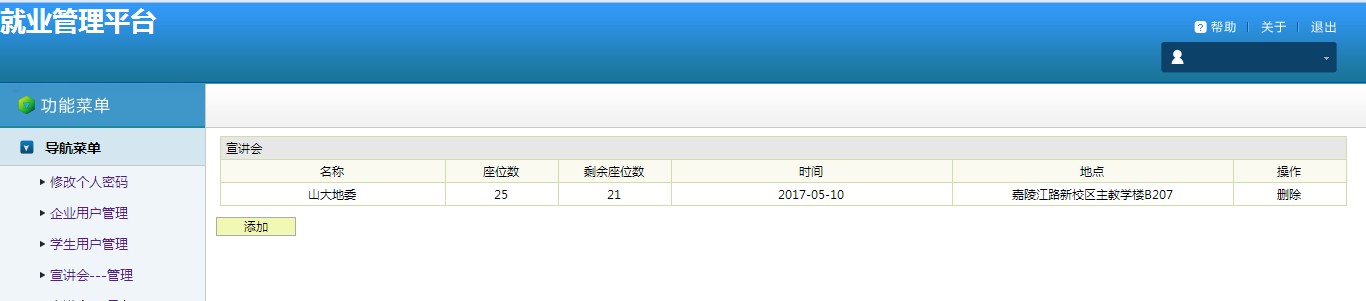 就业管理平台
帮助 关于 退出
功能菜单
导航菜单
修改个人密码
企业用户管理
学生用户管理
宣讲会---管理
宣讲会
名称 座位数 剩余座位数 时间 地点 操作
山大地委 25 21 2017-05-10 嘉陵江路新校区主教学楼B207 删除
添加